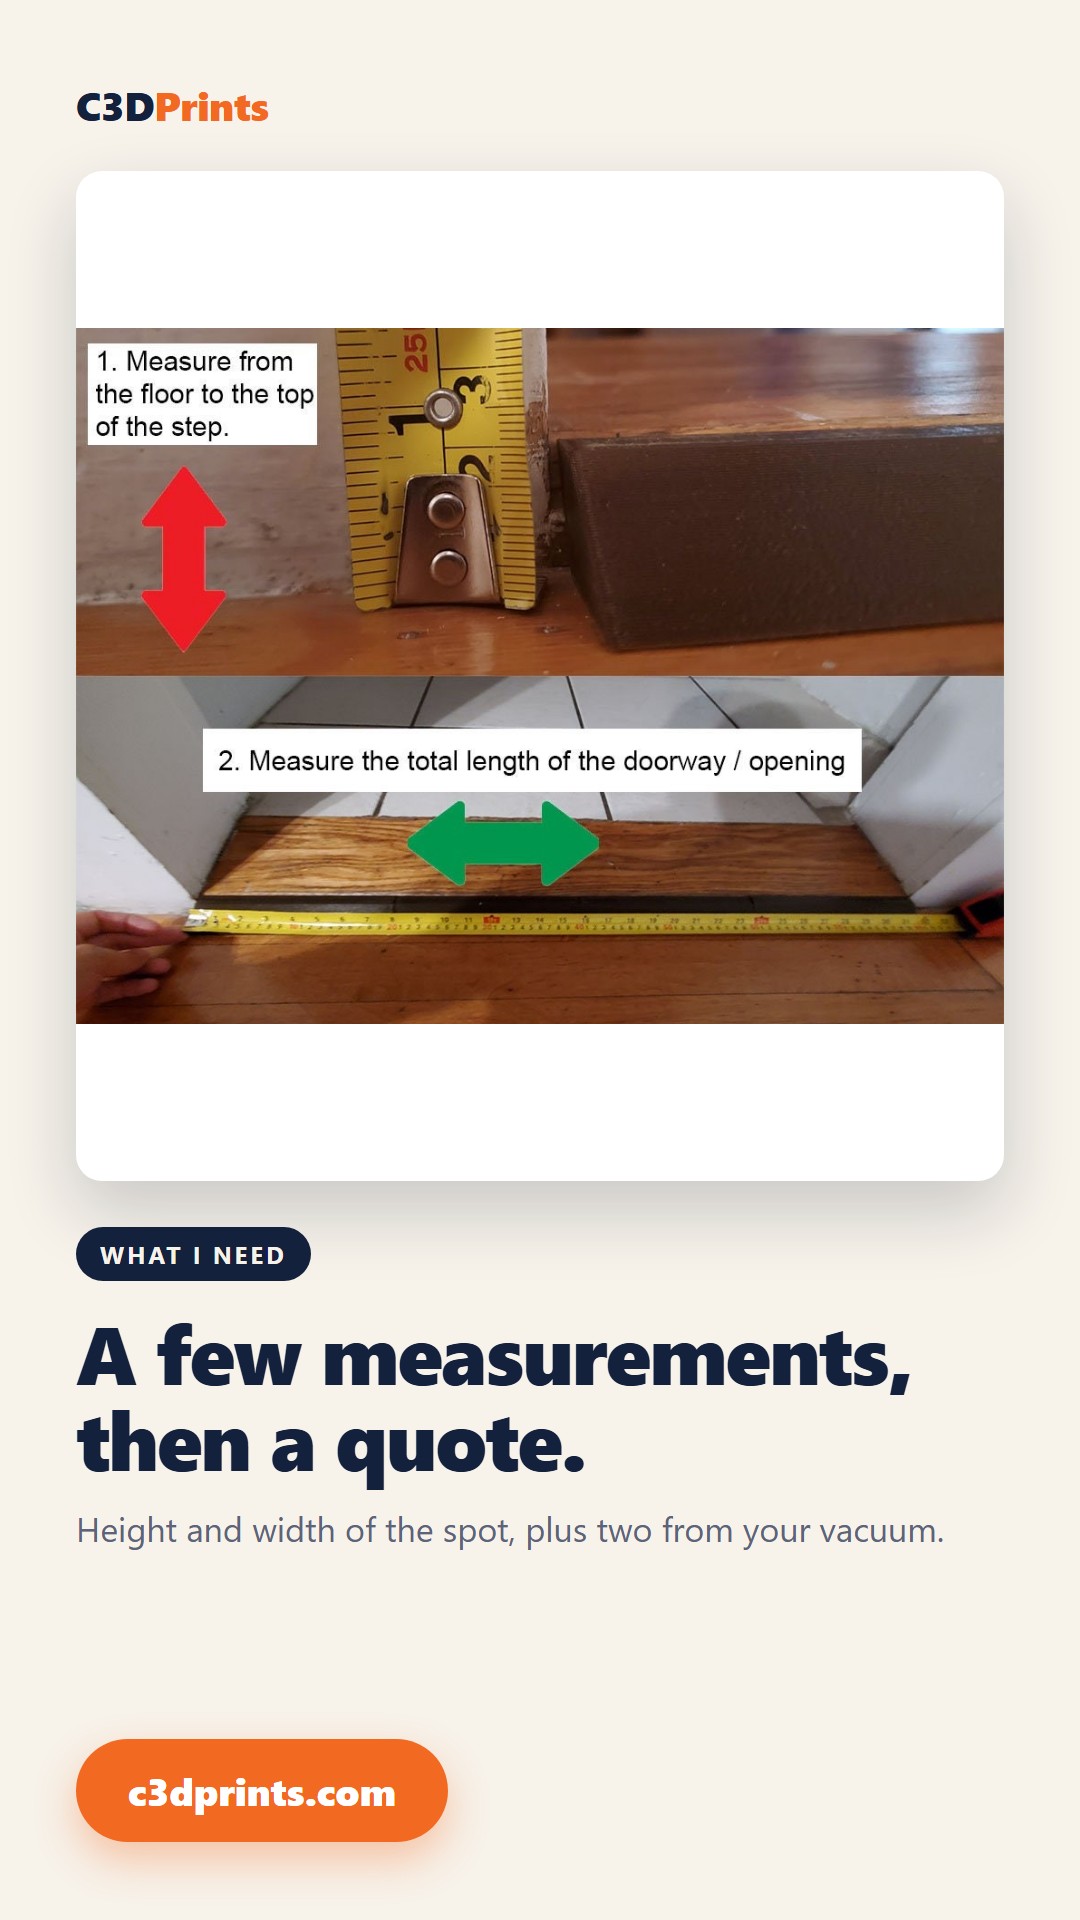 C3DPrints
1. Measure from
the floor to the top
of the step.
25
1 3
2
2. Measure the total length of the doorway / opening
WHAT I NEED
A few measurements,
then a quote.
Height and width of the spot, plus two from your vacuum.
c3dprints.com